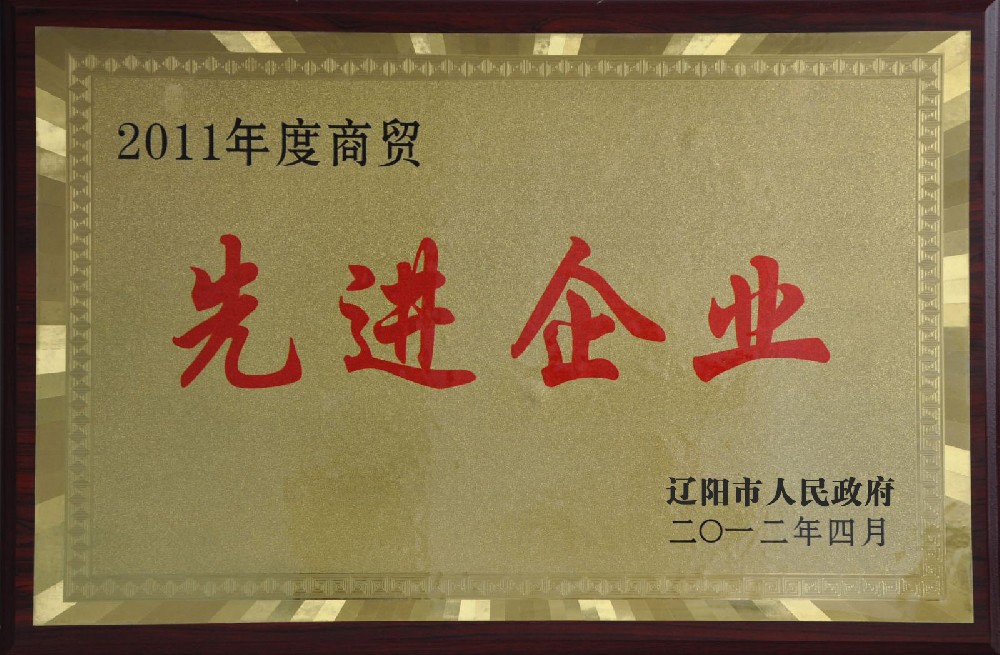 2011年度商贸
先进企业
辽阳市人民政府
二〇一二年四月